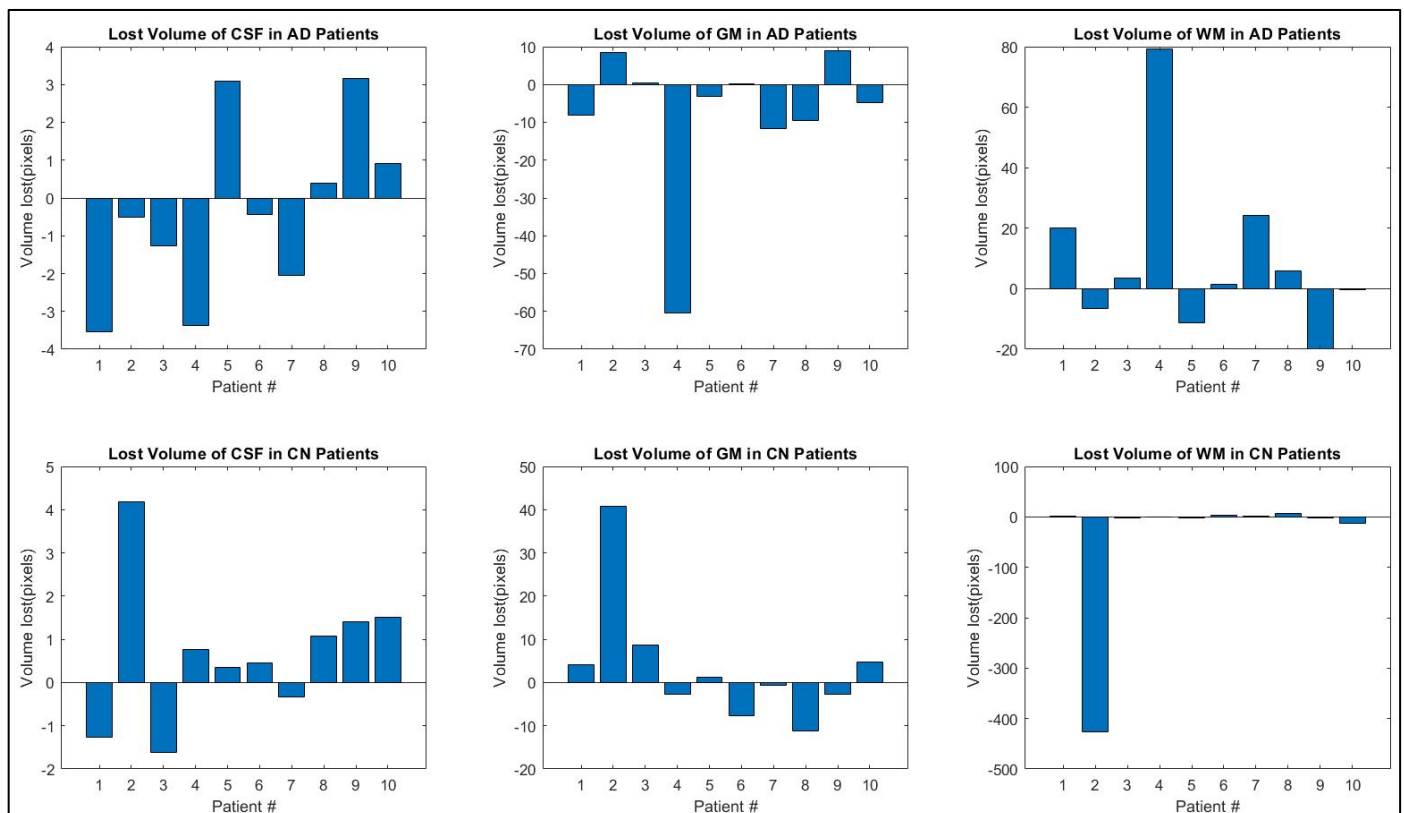 Lost Volume of CSF in AD Patients
Volume lost(pixels)
4
3
2
1
0
-1
-2
-3
-4
1 2 3 4 5 6 7 8 9 10
Patient #
Lost Volume of GM in AD Patients
Volume lost(pixels)
10
0
-10
-20
-30
-40
-50
-60
-70
1 2 3 4 5 6 7 8 9 10
Patient #
Lost Volume of WM in AD Patients
Volume lost(pixels)
80
60
40
20
0
-20
1 2 3 4 5 6 7 8 9 10
Patient #
Lost Volume of CSF in CN Patients
Volume lost(pixels)
5
4
3
2
1
0
-1
-2
1 2 3 4 5 6 7 8 9 10
Patient #
Lost Volume of GM in CN Patients
Volume lost(pixels)
50
40
30
20
10
0
-10
-20
1 2 3 4 5 6 7 8 9 10
Patient #
Lost Volume of WM in CN Patients
Volume lost(pixels)
100
0
-100
-200
-300
-400
-500
1 2 3 4 5 6 7 8 9 10
Patient #